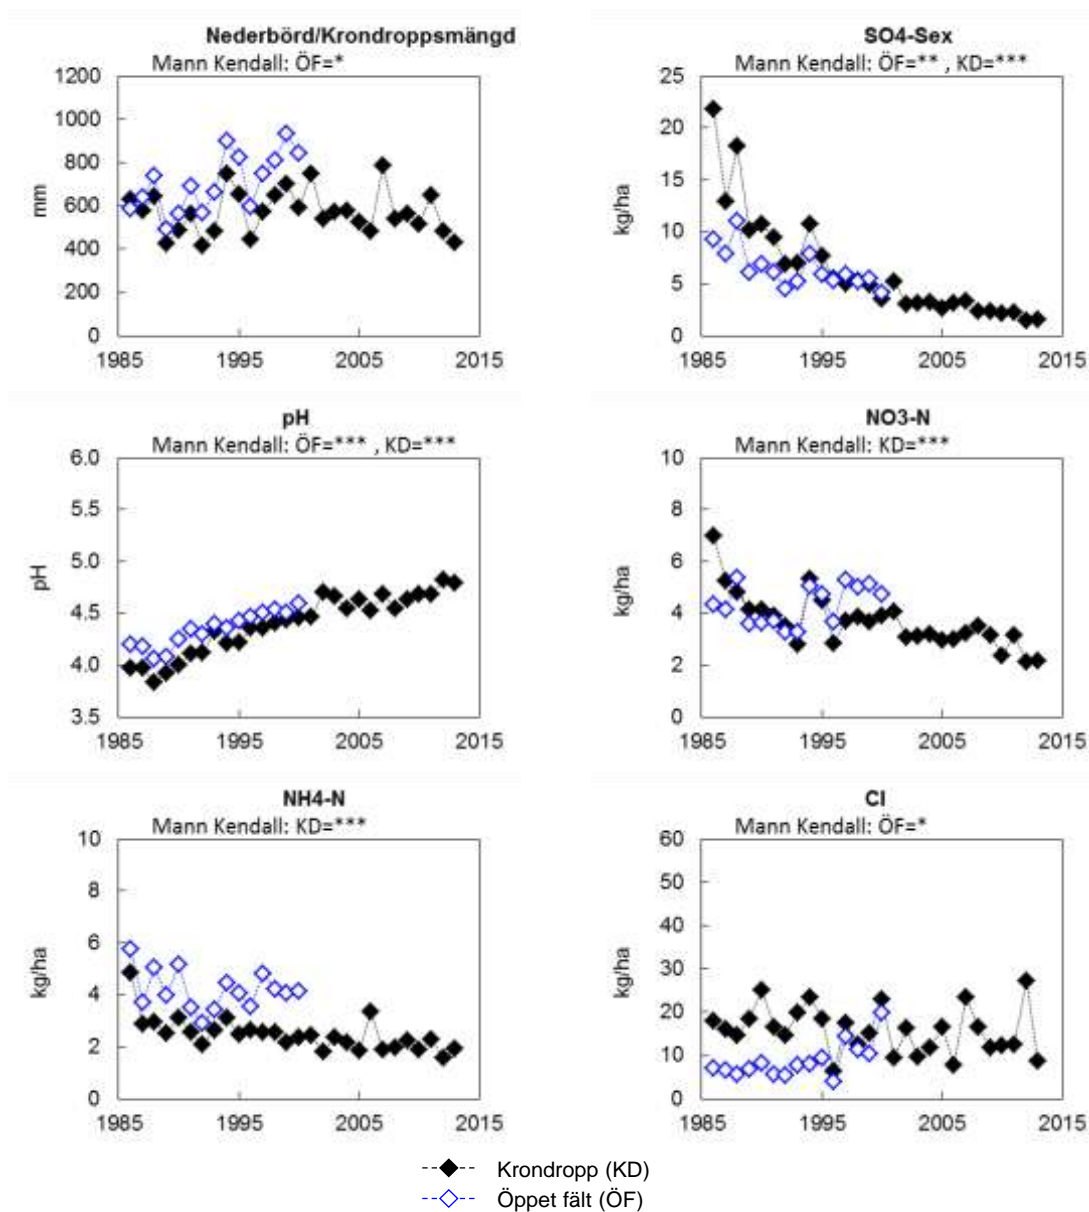 Nederbörd/Krondroppsmängd
Mann Kendall: ÖF=*
1200
1000
800
600
400
200
0
mm
1985 1995 2005 2015
SO4-Sex
Mann Kendall: ÖF=** , KD=***
25
20
15
10
5
0
kg/ha
1985 1995 2005 2015
pH
Mann Kendall: ÖF=*** , KD=***
6.0
5.5
5.0
4.5
4.0
3.5
pH
1985 1995 2005 2015
NO3-N
Mann Kendall: KD=***
10
8
6
4
2
0
kg/ha
1985 1995 2005 2015
NH4-N
Mann Kendall: KD=***
10
8
6
4
2
0
kg/ha
1985 1995 2005 2015
Cl
Mann Kendall: ÖF=*
60
50
40
30
20
10
0
kg/ha
1985 1995 2005 2015
Krondropp (KD)
Öppet fält (ÖF)